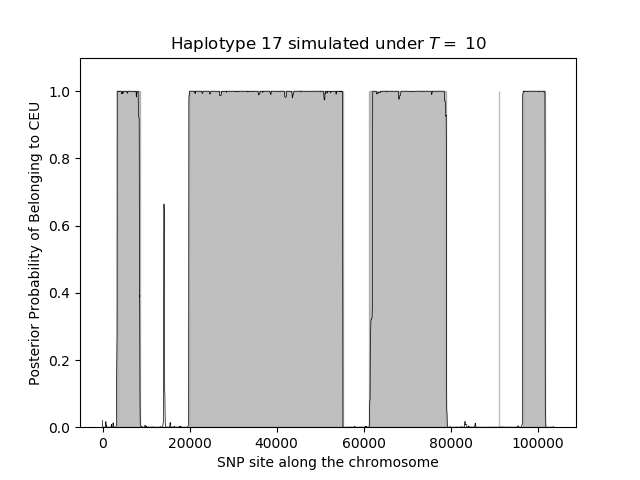 Haplotype 17 simulated under T = 10
Posterior Probability of Belonging to CEU
1.0
0.8
0.6
0.4
0.2
0.0
0 20000 40000 60000 80000 100000
SNP site along the chromosome